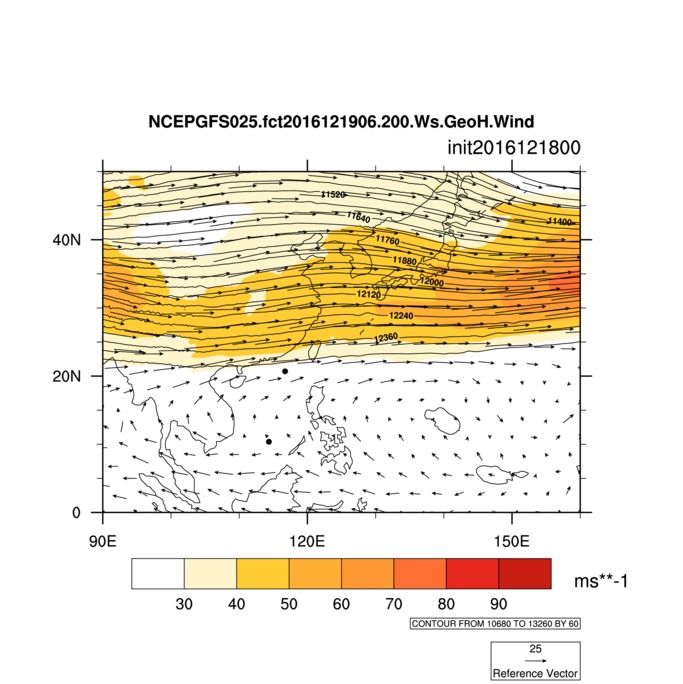 NCEPGFS025.fct2016121906.200.Ws.GeoH.Wind
init2016121800
11520
11640
11400
40N
11760
11880
12000
12120
12240
12360
20N
0
90E 120E 150E
ms**-1
30 40 50 60 70 80 90
CONTOUR FROM 10680 TO 13260 BY 60
25
Reference Vector